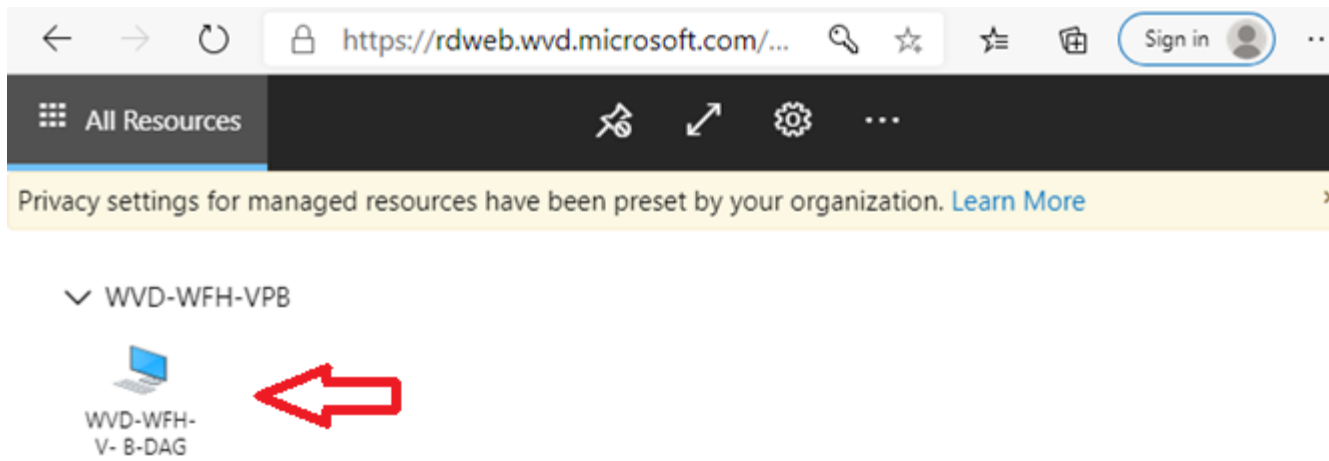 https://rdweb.wvd.microsoft.com/... Sign in
All Resources
Privacy settings for managed resources have been preset by your organization. Learn More
WVD-WFH-VPB
WVD-WFH-
V- B-DAG